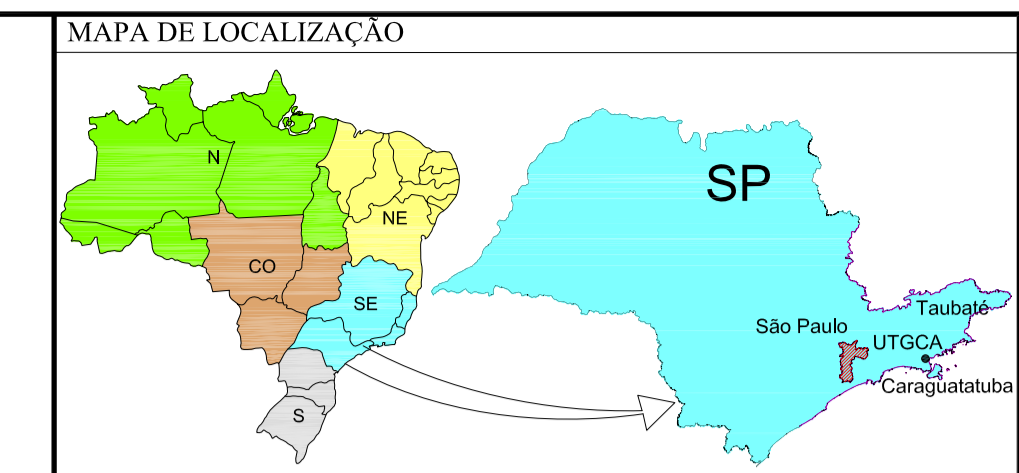 MAPA DE LOCALIZAÇÃO
N
NE
CO
SE
S
SP
Taubaté
São Paulo
UTGCA
Caraguatatuba